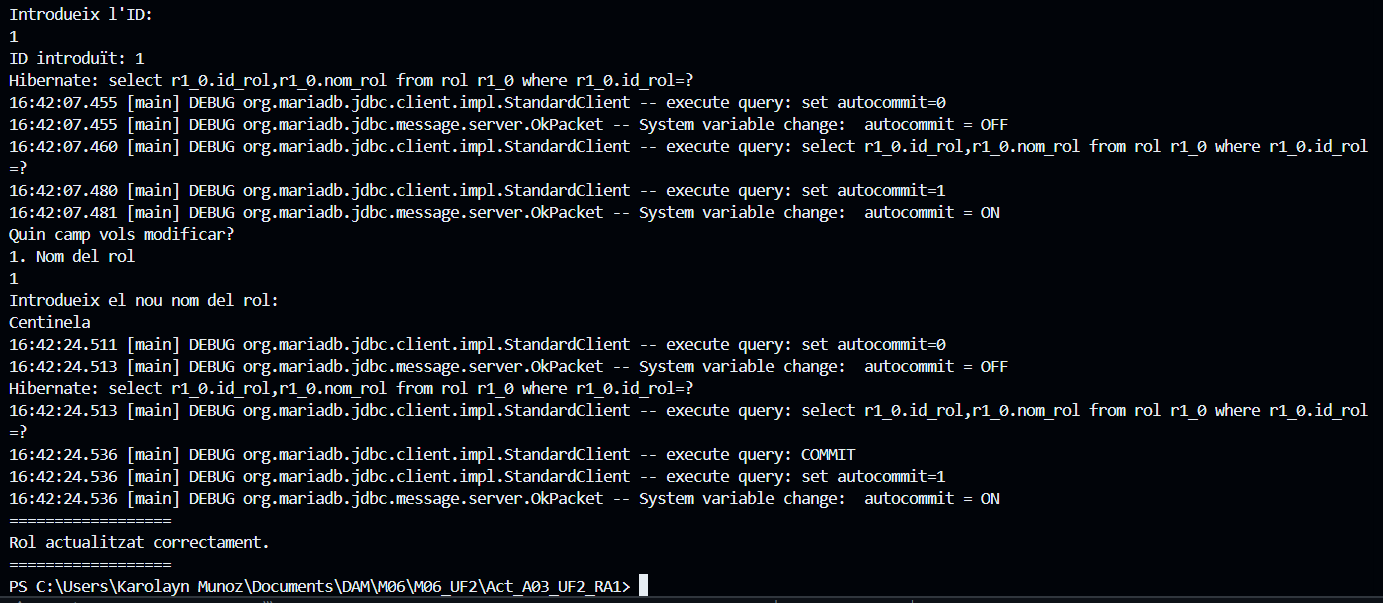 Introdueix l'ID:
1
ID introduït: 1
Hibernate: select r1_0.id_rol,r1_0.nom_rol from rol r1_0 where r1_0.id_rol=?
16:42:07.455 [main] DEBUG org.mariadb.jdbc.client.impl.StandardClient -- execute query: set autocommit=0
16:42:07.455 [main] DEBUG org.mariadb.jdbc.message.server.OkPacket -- System variable change:  autocommit = OFF
16:42:07.460 [main] DEBUG org.mariadb.jdbc.client.impl.StandardClient -- execute query: select r1_0.id_rol,r1_0.nom_rol from rol r1_0 where r1_0.id_rol
=?
16:42:07.480 [main] DEBUG org.mariadb.jdbc.client.impl.StandardClient -- execute query: set autocommit=1
16:42:07.481 [main] DEBUG org.mariadb.jdbc.message.server.OkPacket -- System variable change:  autocommit = ON
Quin camp vols modificar?
1. Nom del rol
1
Introdueix el nou nom del rol:
Centinela
16:42:24.511 [main] DEBUG org.mariadb.jdbc.client.impl.StandardClient -- execute query: set autocommit=0
16:42:24.513 [main] DEBUG org.mariadb.jdbc.message.server.OkPacket -- System variable change:  autocommit = OFF
Hibernate: select r1_0.id_rol,r1_0.nom_rol from rol r1_0 where r1_0.id_rol=?
16:42:24.513 [main] DEBUG org.mariadb.jdbc.client.impl.StandardClient -- execute query: select r1_0.id_rol,r1_0.nom_rol from rol r1_0 where r1_0.id_rol
=?
16:42:24.536 [main] DEBUG org.mariadb.jdbc.client.impl.StandardClient -- execute query: COMMIT
16:42:24.536 [main] DEBUG org.mariadb.jdbc.client.impl.StandardClient -- execute query: set autocommit=1
16:42:24.536 [main] DEBUG org.mariadb.jdbc.message.server.OkPacket -- System variable change:  autocommit = ON
==================
Rol actualitzat correctament.
==================
PS C:\Users\Karolayn Munoz\Documents\DAM\M06\M06_UF2\Act_A03_UF2_RA1>